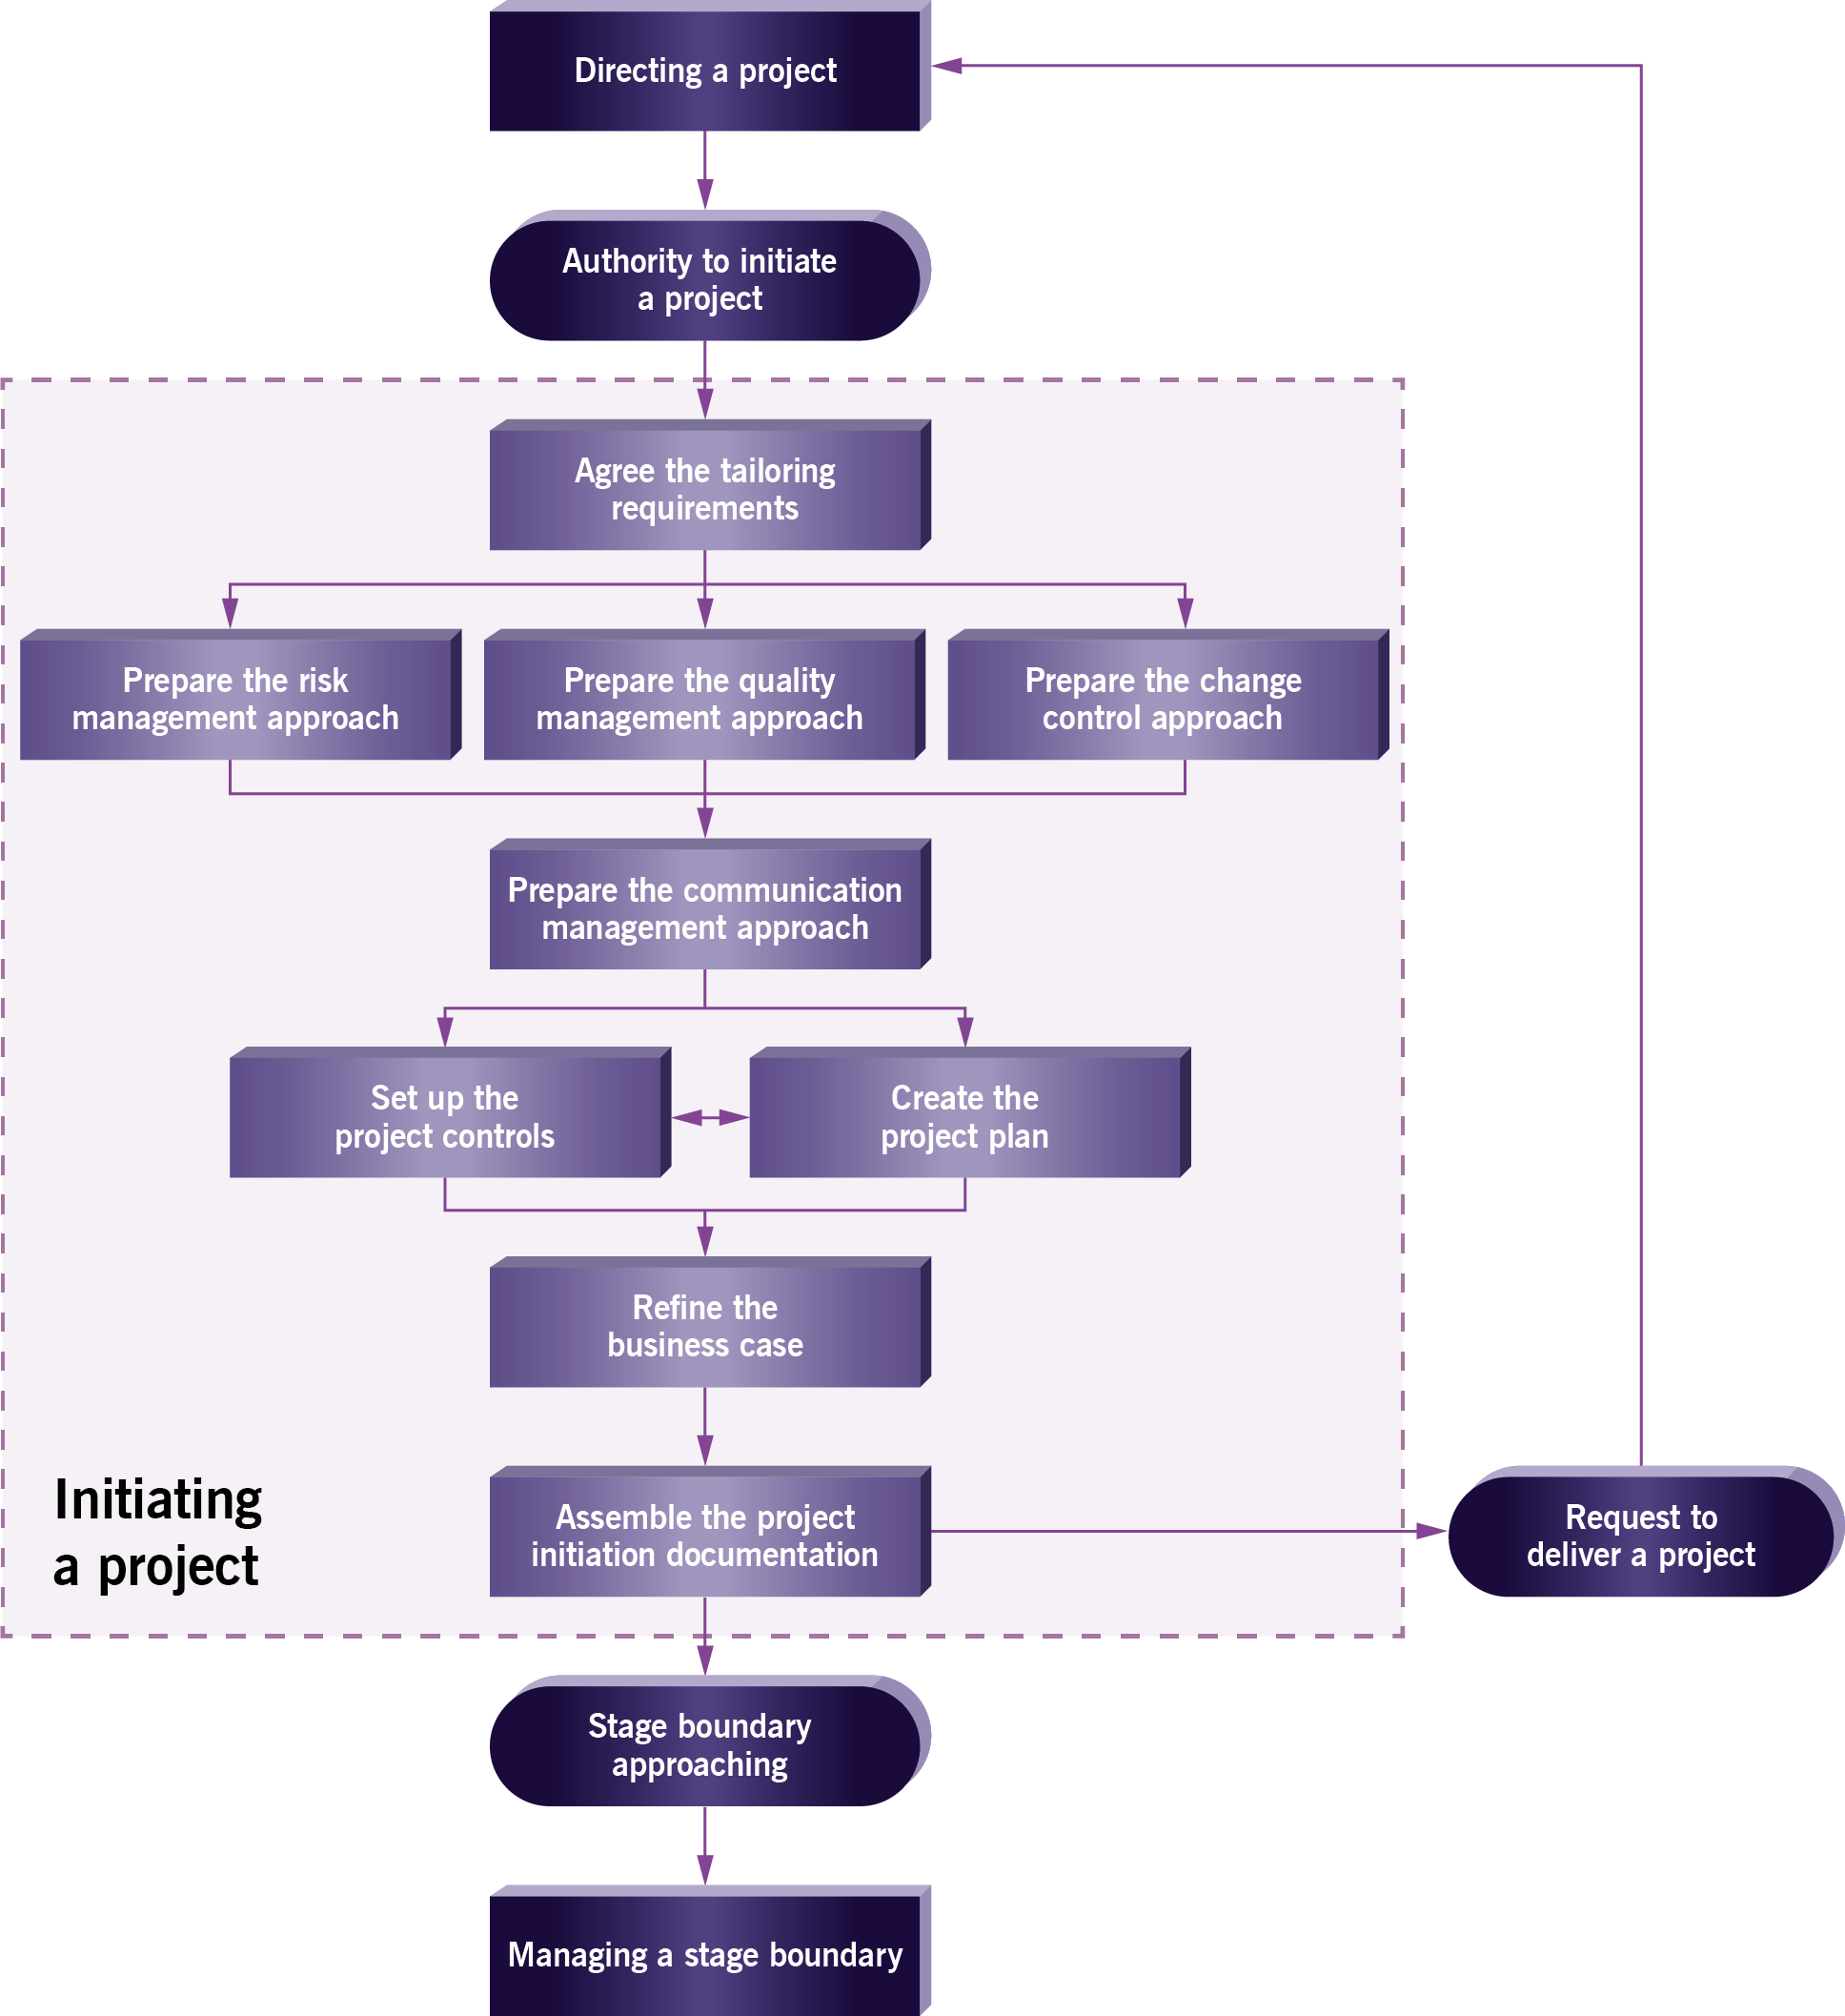 Directing a project
Authority to initiate
a project
Agree the tailoring
requirements
Prepare the risk
management approach
Prepare the quality
management approach
Prepare the change
control approach
Prepare the communication
management approach
Set up the
project controls
Create the
project plan
Refine the
business case
Initiating
a project
Assemble the project
initiation documentation
Request to
deliver a project
Stage boundary
approaching
Managing a stage boundary